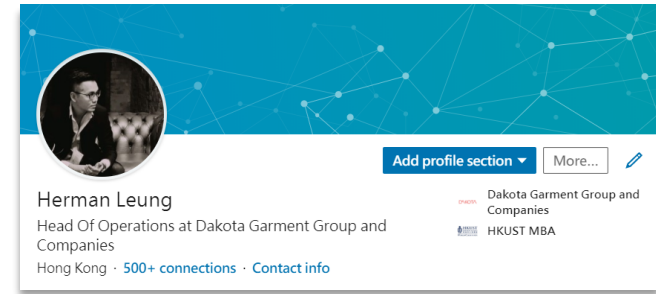 Add profile section
More...
Herman Leung
Head Of Operations at Dakota Garment Group and
Companies
Hong Kong · 500+ connections · Contact info
Dakota Garment Group and
Companies
HKUST MBA